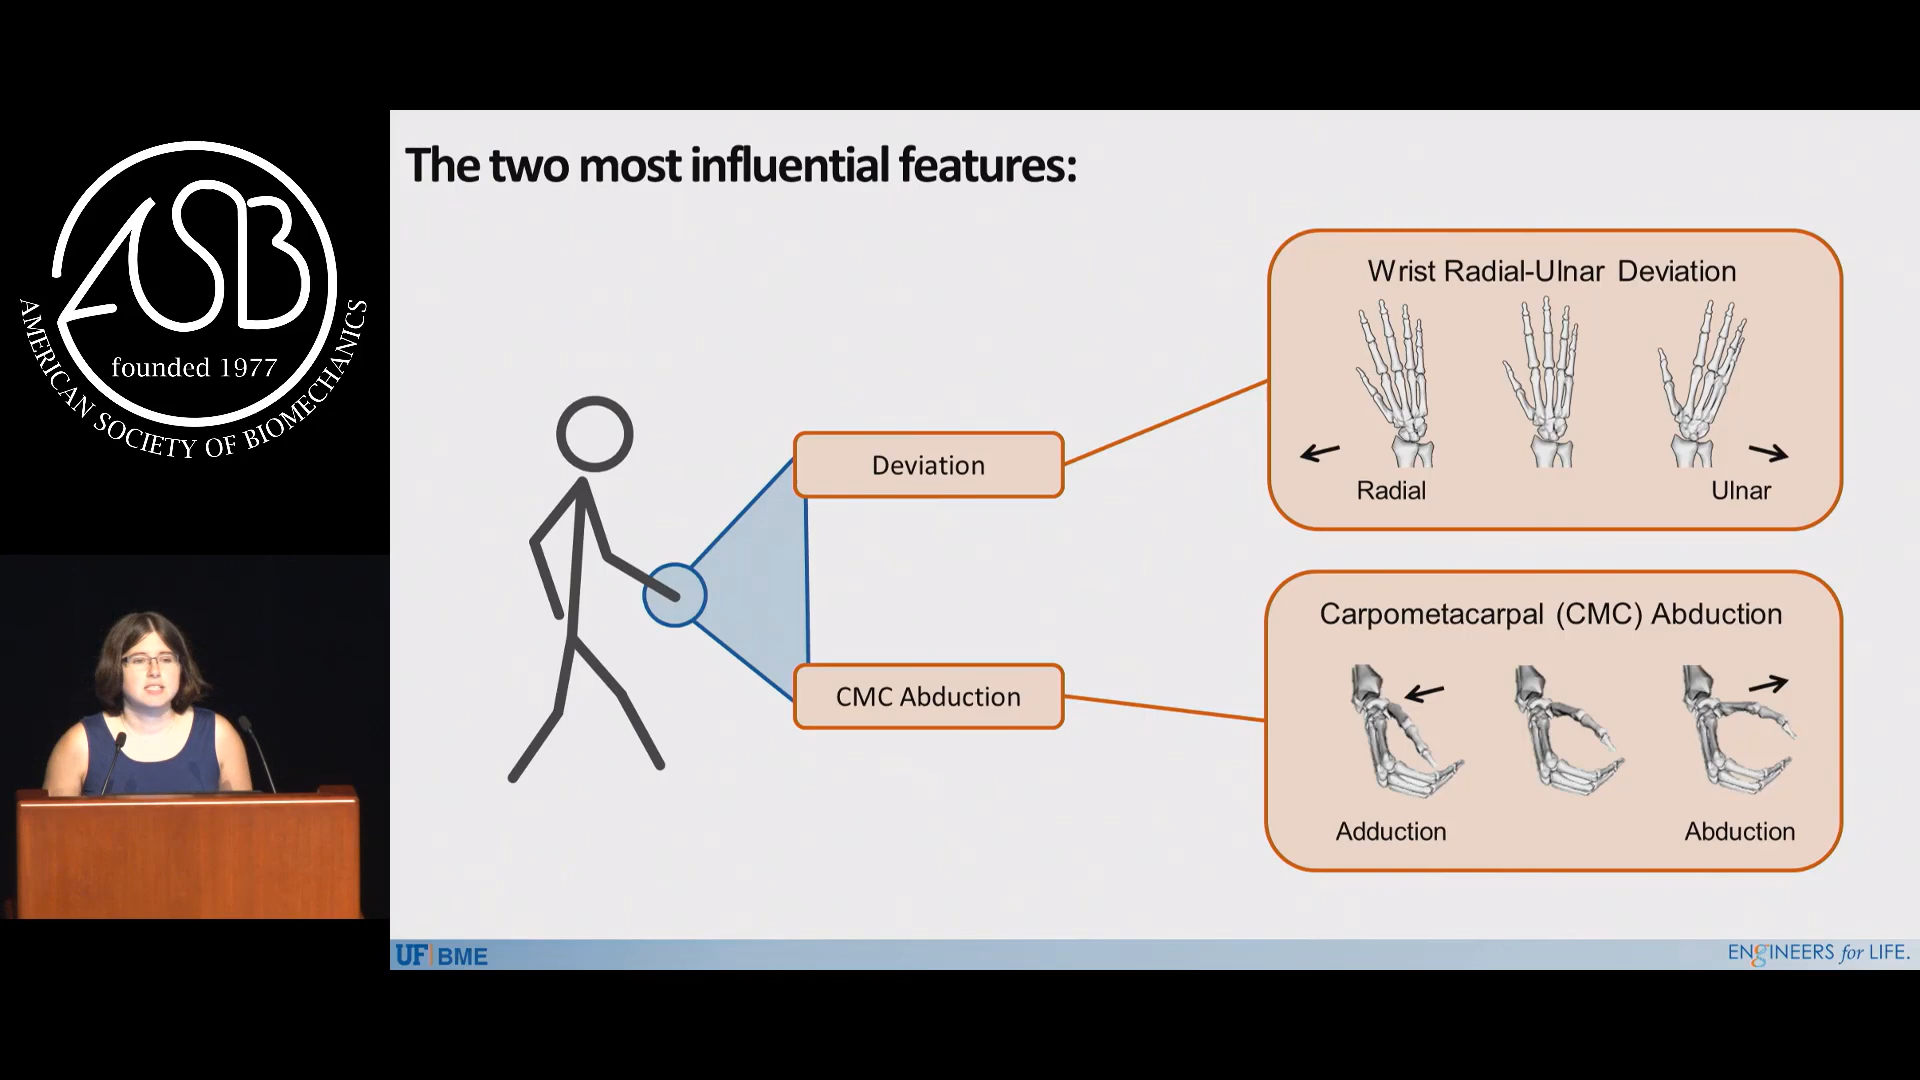 ASB
founded 1977
AMERICAN SOCIETY OF BIOMECHANICS
The two most influential features:
Deviation
CMC Abduction
Wrist Radial-Ulnar Deviation
Radial
Ulnar
Carpometacarpal (CMC) Abduction
Adduction
Abduction
UF BME
ENGINEERS for LIFE.